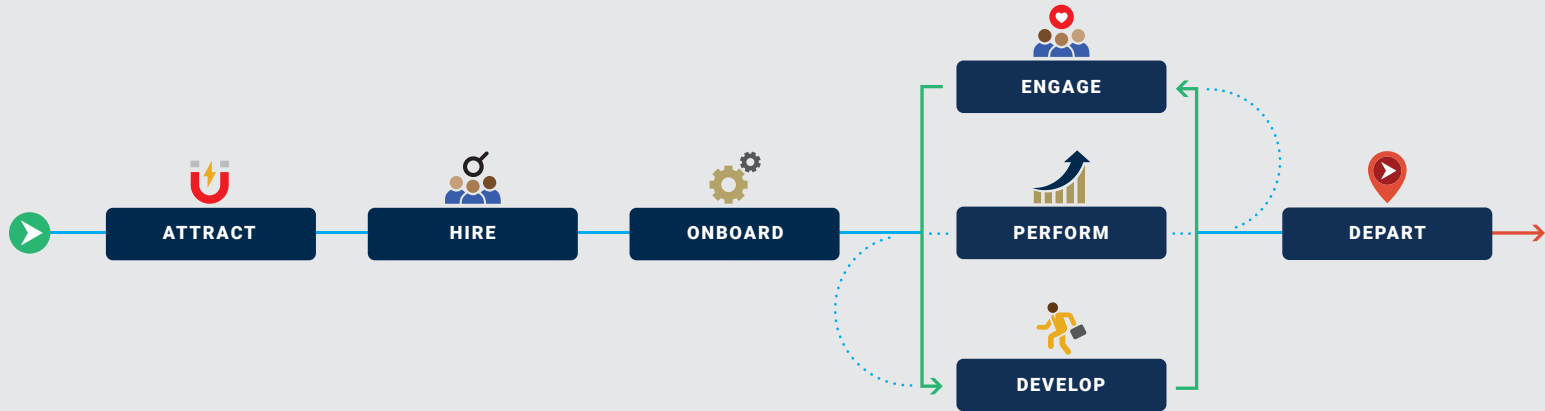 ATTRACT
HIRE
ONBOARD
ENGAGE
PERFORM
DEVELOP
DEPART